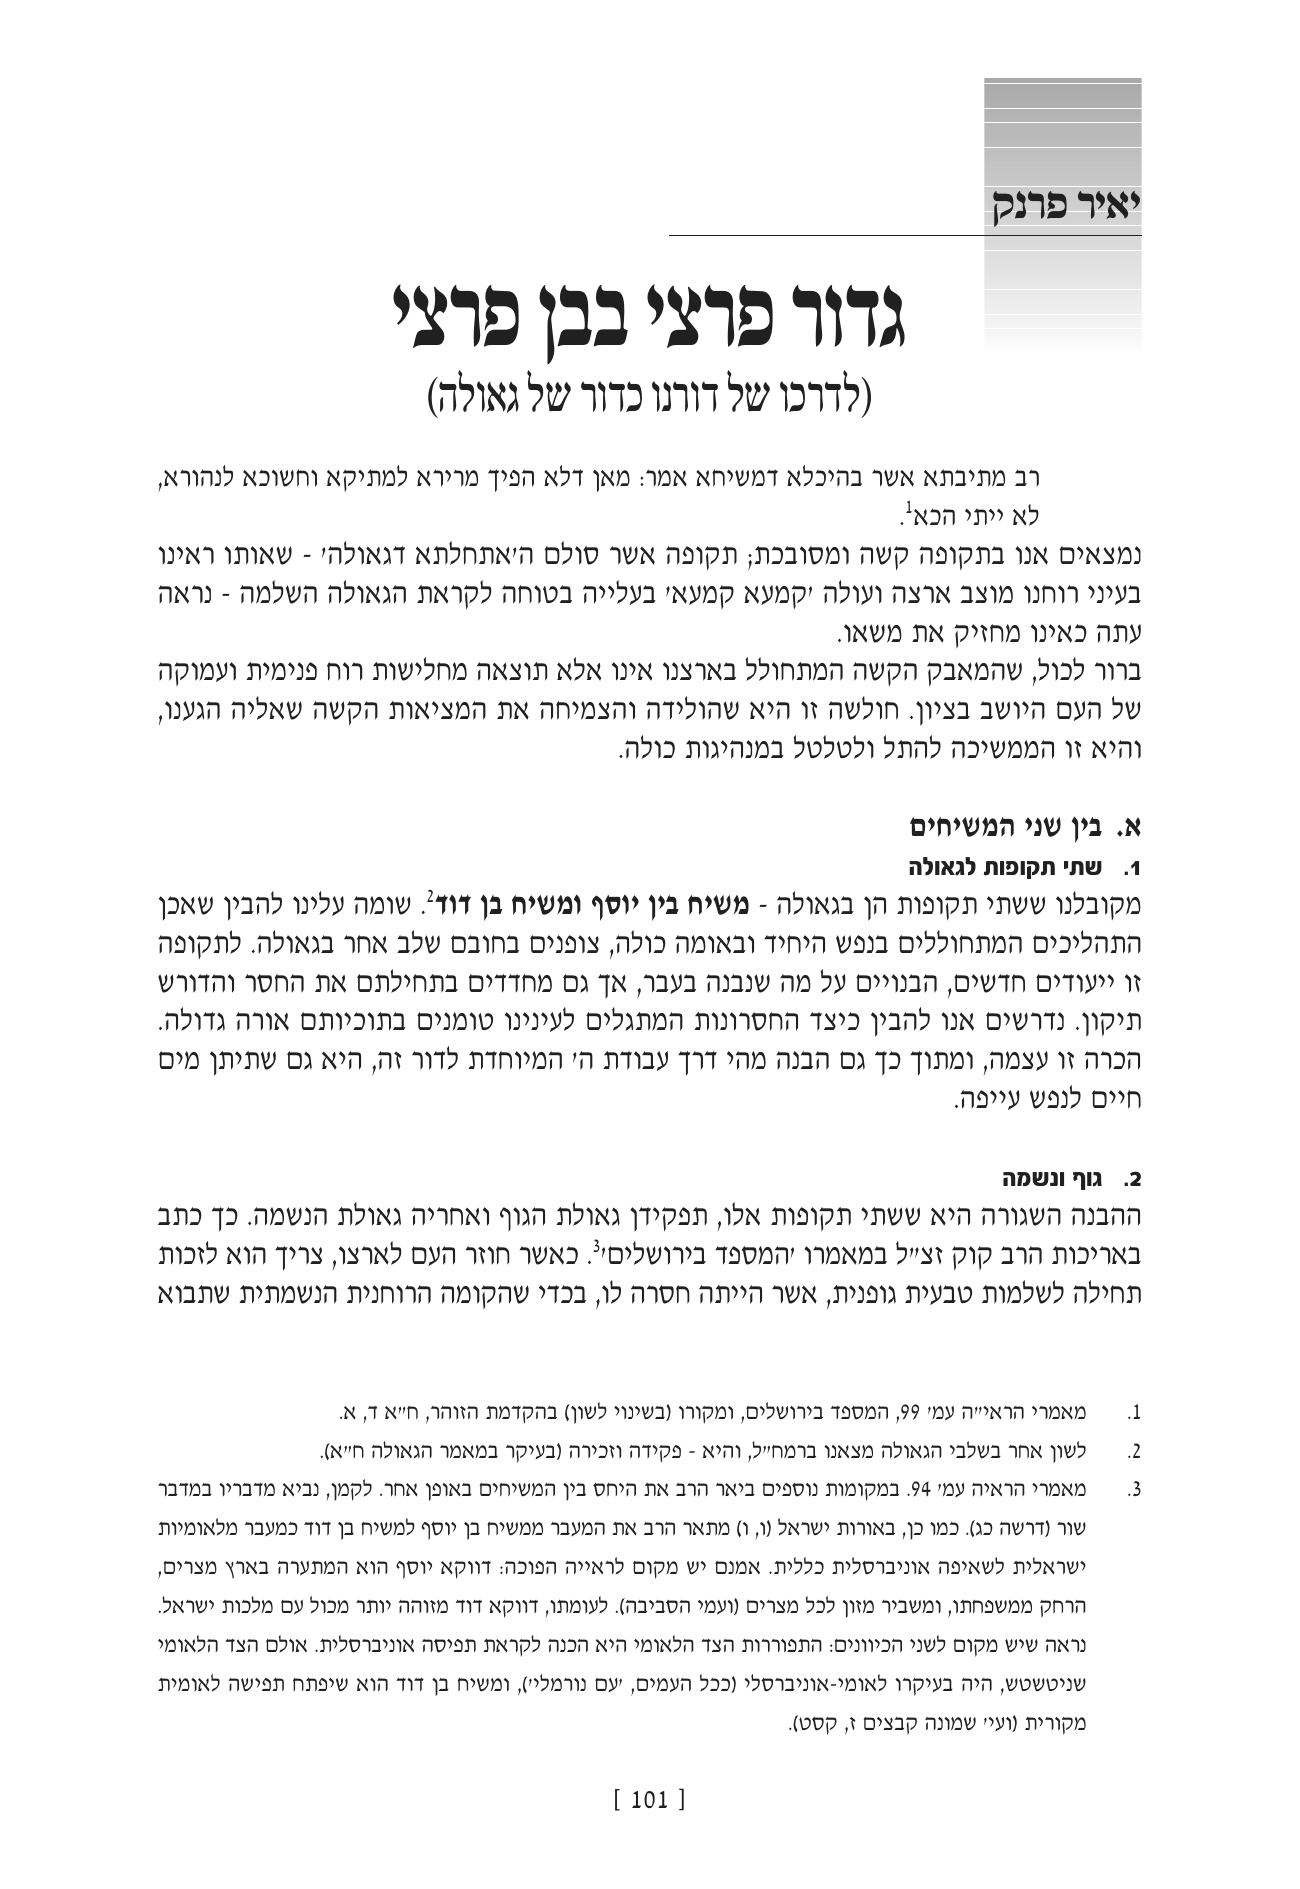 יאיר פרנק
גדור פרצי בבן פרצי
(לדרכו של דורנו כדור של גאולה)
רב מתיבתא אשר בהיכלא דמשיחא אמר: מאן דלא הפיך מרירא למתיקא וחשוכא לנהורא,
לא ייתי הכא1.
נמצאים אנו בתקופה קשה ומסובכת; תקופה אשר סולם ה'אתחלתא דגאולה' - שאותו ראינו
בעיני רוחנו מוצב ארצה ועולה 'קמעא קמעא' בעלייה בטוחה לקראת הגאולה השלמה - נראה
עתה כאינו מחזיק את משאו.
ברור לכול, שהמאבק הקשה המתחולל בארצנו אינו אלא תוצאה מחלישות רוח פנימית ועמוקה
של העם היושב בציון. חולשה זו היא שהולידה והצמיחה את המציאות הקשה שאליה הגענו,
והיא זו הממשיכה להתל ולטלטל במנהיגות כולה.
א. בין שני המשיחים
1. שתי תקופות לגאולה
מקובלנו ששתי תקופות הן בגאולה - משיח בין יוסף ומשיח בן דוד2. שומה עלינו להבין שאכן
התהליכים המתחוללים בנפש היחיד ובאומה כולה, צופנים בחובם שלב אחר בגאולה. לתקופה
זו ייעודים חדשים, הבנויים על מה שנבנה בעבר, אך גם מחדדים בתחילתם את החסר והדורש
תיקון. נדרשים אנו להבין כיצד החסרונות המתגלים לעינינו טומנים בתוכיותם אורה גדולה.
הכרה זו עצמה, ומתוך כך גם הבנה מהי דרך עבודת ה' המיוחדת לדור זה, היא גם שתיתן מים
חיים לנפש עייפה.
2. גוף ונשמה
ההבנה השגורה היא ששתי תקופות אלו, תפקידן גאולת הגוף ואחריה גאולת הנשמה. כך כתב
באריכות הרב קוק זצ"ל במאמרו 'המספד בירושלים'3. כאשר חוזר העם לארצו, צריך הוא לזכות
תחילה לשלמות טבעית גופנית, אשר הייתה חסרה לו, בכדי שהקומה הרוחנית הנשמתית שתבוא
1. מאמרי הראי"ה עמ' 99, המספד בירושלים, ומקורו (בשינוי לשון) בהקדמת הזוהר, ח"א ד, א.
2. לשון אחר בשלבי הגאולה מצאנו ברמח"ל, והיא - פקידה וזכירה (בעיקר במאמר הגאולה ח"א).
3. מאמרי הראיה עמ' 94. במקומות נוספים ביאר הרב את היחס בין המשיחים באופן אחר. לקמן, נביא מדבריו במדבר
שור (דרשה כג). כמו כן, באורות ישראל (ו, ו) מתאר הרב את המעבר ממשיח בן יוסף למשיח בן דוד כמעבר מלאומיות
ישראלית לשאיפה אוניברסלית כללית. אמנם יש מקום לראייה הפוכה: דווקא יוסף הוא המתערה בארץ מצרים,
הרחק ממשפחתו, ומשביר מזון לכל מצרים (ועמי הסביבה). לעומתו, דווקא דוד מזוהה יותר מכול עם מלכות ישראל.
נראה שיש מקום לשני הכיוונים: התפוררות הצד הלאומי היא הכנה לקראת תפיסה אוניברסלית. אולם הצד הלאומי
שניטשטש, היה בעיקרו לאומי-אוניברסלי (ככל העמים, 'עם נורמלי'), ומשיח בן דוד הוא שיפתח תפישה לאומית
מקורית (ועי' שמונה קבצים ז, קסט).
[ 101 ]